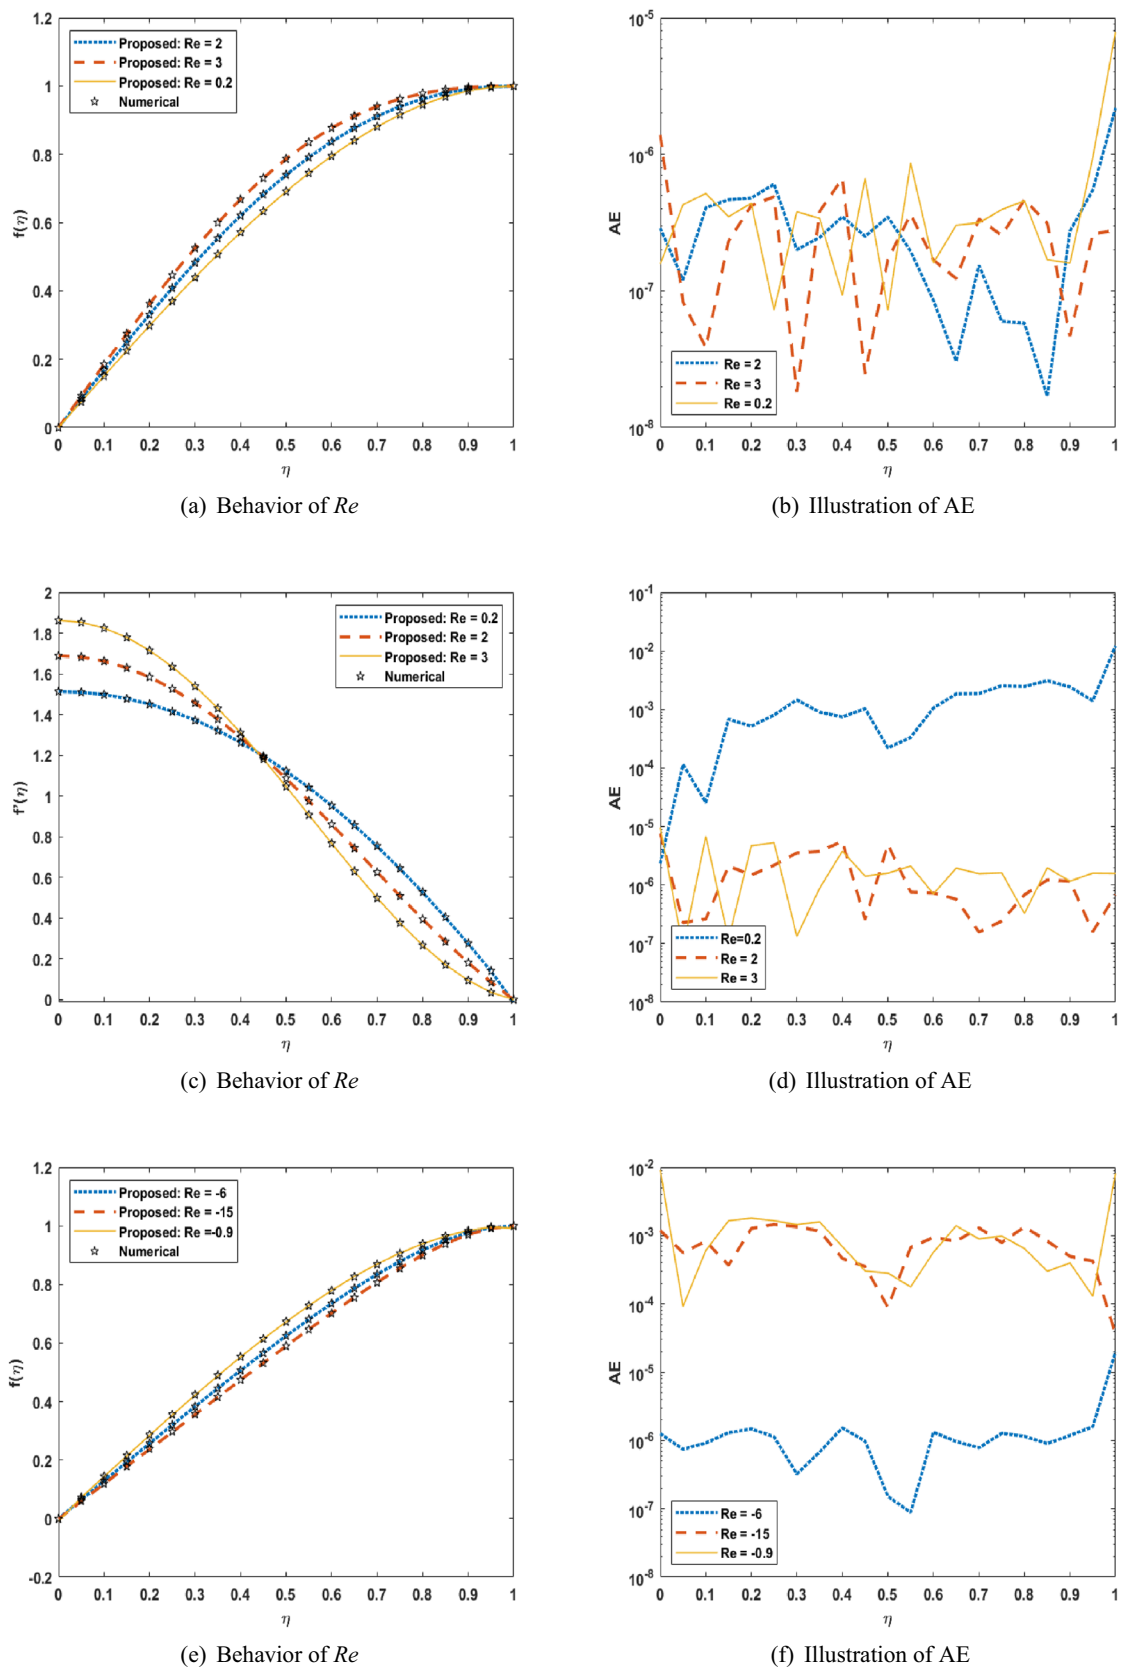 1.2
1
0.8
0.6
0.4
0.2
0
f(η)
Proposed: Re = 2
Proposed: Re = 3
Proposed: Re = 0.2
Numerical
0 0.1 0.2 0.3 0.4 0.5 0.6 0.7 0.8 0.9 1
η
(a) Behavior of Re
10-5
10-6
10-7
10-8
AE
Re = 2
Re = 3
Re = 0.2
0 0.1 0.2 0.3 0.4 0.5 0.6 0.7 0.8 0.9 1
η
(b) Illustration of AE
2
1.8
1.6
1.4
1.2
1
0.8
0.6
0.4
0.2
0
f'(η)
Proposed: Re = 0.2
Proposed: Re = 2
Proposed: Re = 3
Numerical
0 0.1 0.2 0.3 0.4 0.5 0.6 0.7 0.8 0.9 1
η
(c) Behavior of Re
10-1
10-2
10-3
10-4
10-5
10-6
10-7
10-8
AE
Re=0.2
Re = 2
Re = 3
0 0.1 0.2 0.3 0.4 0.5 0.6 0.7 0.8 0.9 1
η
(d) Illustration of AE
1.2
1
0.8
0.6
0.4
0.2
0
-0.2
f(η)
Proposed: Re = -6
Proposed: Re = -15
Proposed: Re =-0.9
Numerical
0 0.1 0.2 0.3 0.4 0.5 0.6 0.7 0.8 0.9 1
η
(e) Behavior of Re
10-2
10-3
10-4
10-5
10-6
10-7
10-8
AE
Re = -6
Re = -15
Re = -0.9
0 0.1 0.2 0.3 0.4 0.5 0.6 0.7 0.8 0.9 1
η
(f) Illustration of AE